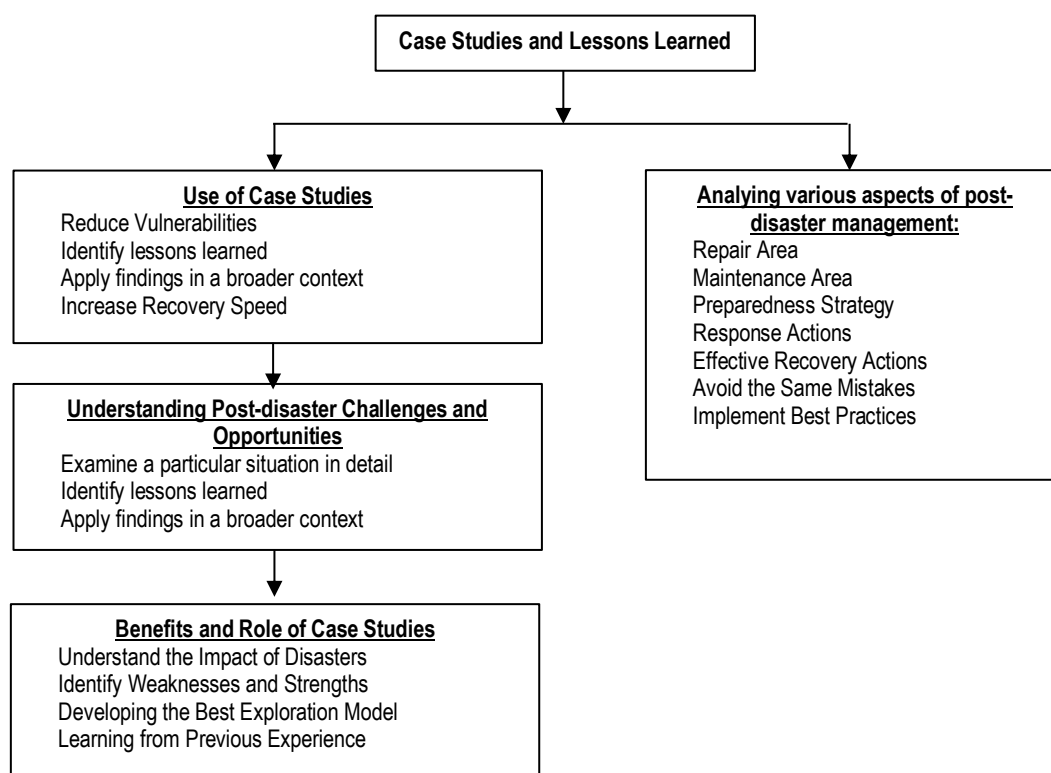 Case Studies and Lessons Learned
Use of Case Studies
Reduce Vulnerabilities
Identify lessons learned
Apply findings in a broader context
Increase Recovery Speed
Analying various aspects of post-
disaster management:
Repair Area
Maintenance Area
Preparedness Strategy
Response Actions
Effective Recovery Actions
Avoid the Same Mistakes
Implement Best Practices
Understanding Post-disaster Challenges and
Opportunities
Examine a particular situation in detail
Identify lessons learned
Apply findings in a broader context
Benefits and Role of Case Studies
Understand the Impact of Disasters
Identify Weaknesses and Strengths
Developing the Best Exploration Model
Learning from Previous Experience